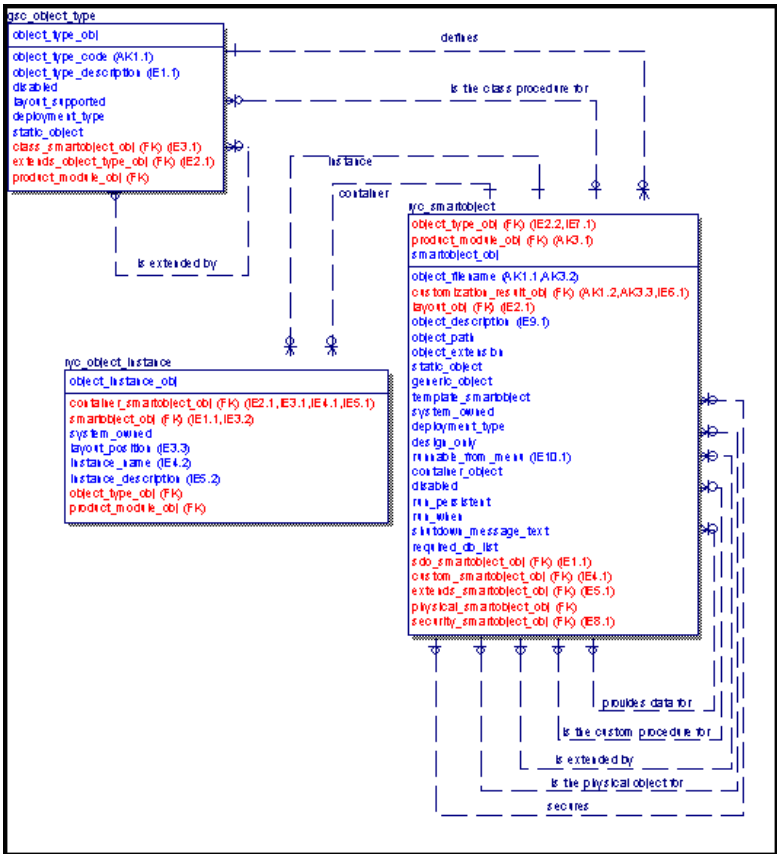 gsc_object_type
object_type_obj
object_type_code (AK1.1)
object_type_description (IE1.1)
disabled
layout_supported
deployment_type
static_object
class_smartobject_obj (FK) (IE3.1)
extends_object_type_obj (FK) (IE2.1)
product_module_obj (FK)
defines
is the class procedure for
instance
container
is extended by
ryc_smartobject
object_type_obj (FK) (IE2.2,IE7.1)
product_module_obj (FK) (AK3.1)
smartobject_obj
object_filename (AK1.1,AK3.2)
customization_result_obj (FK) (AK1.2,AK3.3,IE6.1)
layout_obj (FK) (IE2.1)
object_description (IE9.1)
object_path
object_extension
static_object
generic_object
template_smartobject
system_owned
deployment_type
design_only
runnable_from_menu (IE10.1)
container_object
disabled
run_persistent
run_when
shutdown_message_text
required_db_list
sdo_smartobject_obj (FK) (IE1.1)
custom_smartobject_obj (FK) (IE4.1)
extends_smartobject_obj (FK) (IE5.1)
physical_smartobject_obj (FK)
security_smartobject_obj (FK) (IE8.1)
ryc_object_instance
object_instance_obj
container_smartobject_obj (FK) (IE2.1,IE3.1,IE4.1,IE5.1)
smartobject_obj (FK) (IE1.1,IE3.2)
system_owned
layout_position (IE3.3)
instance_name (IE4.2)
instance_description (IE5.2)
object_type_obj (FK)
product_module_obj (FK)
provides data for
is the custom procedure for
is extended by
is the physical object for
secures